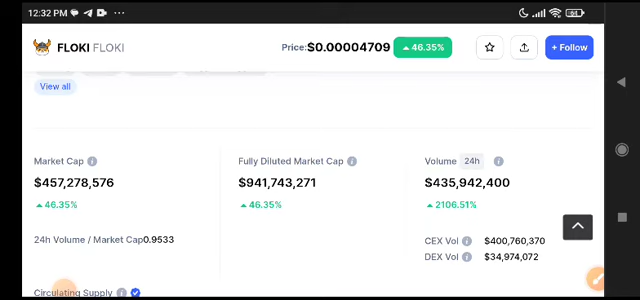 12:32 PM
64
FLOKI FLOKI
Price:$0.00004709
46.35%
+ Follow
View all
Market Cap
$457,278,576
46.35%
24h Volume / Market Cap0.9533
Fully Diluted Market Cap
$941,743,271
46.35%
Volume 24h
$435,942,400
2106.51%
CEX Vol $400,760,370
DEX Vol $34,974,072
Circulating Supply